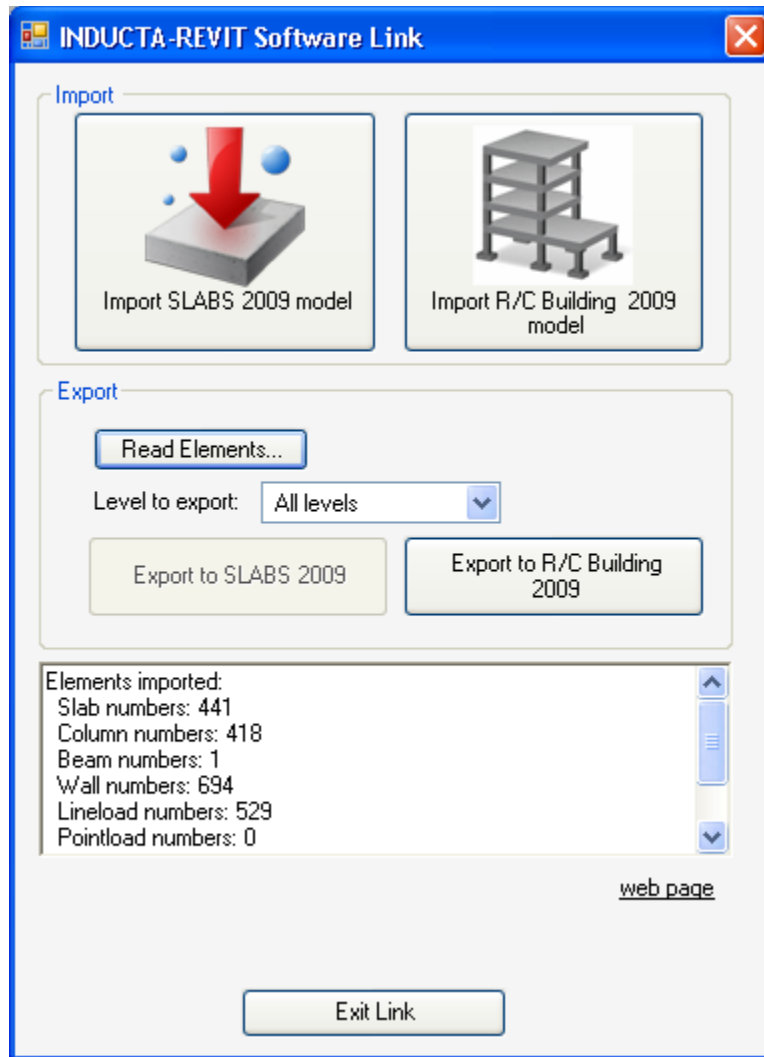 INDUCTA-REVIT Software Link
Import
Import SLABS 2009 model
Import R/C Building 2009
model
Export
Read Elements...
Level to export:
All levels
Export to SLABS 2009
Export to R/C Building
2009
Elements imported:
Slab numbers: 441
Column numbers: 418
Beam numbers: 1
Wall numbers: 694
Lineload numbers: 529
Pointload numbers: 0
web page
Exit Link